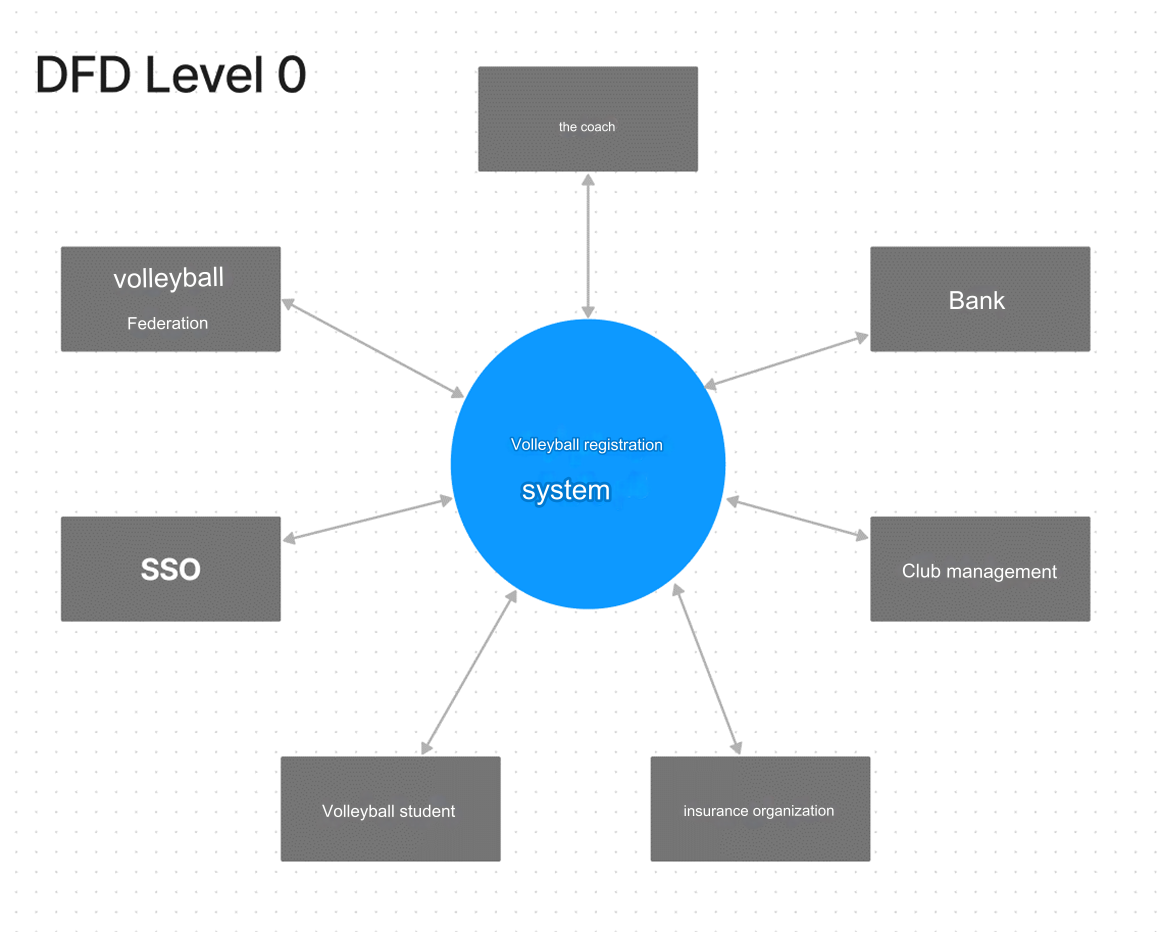 DFD Level 0
the coach
volleyball
Federation
Bank
Volleyball registration
system
SSO
Club management
Volleyball student
insurance organization